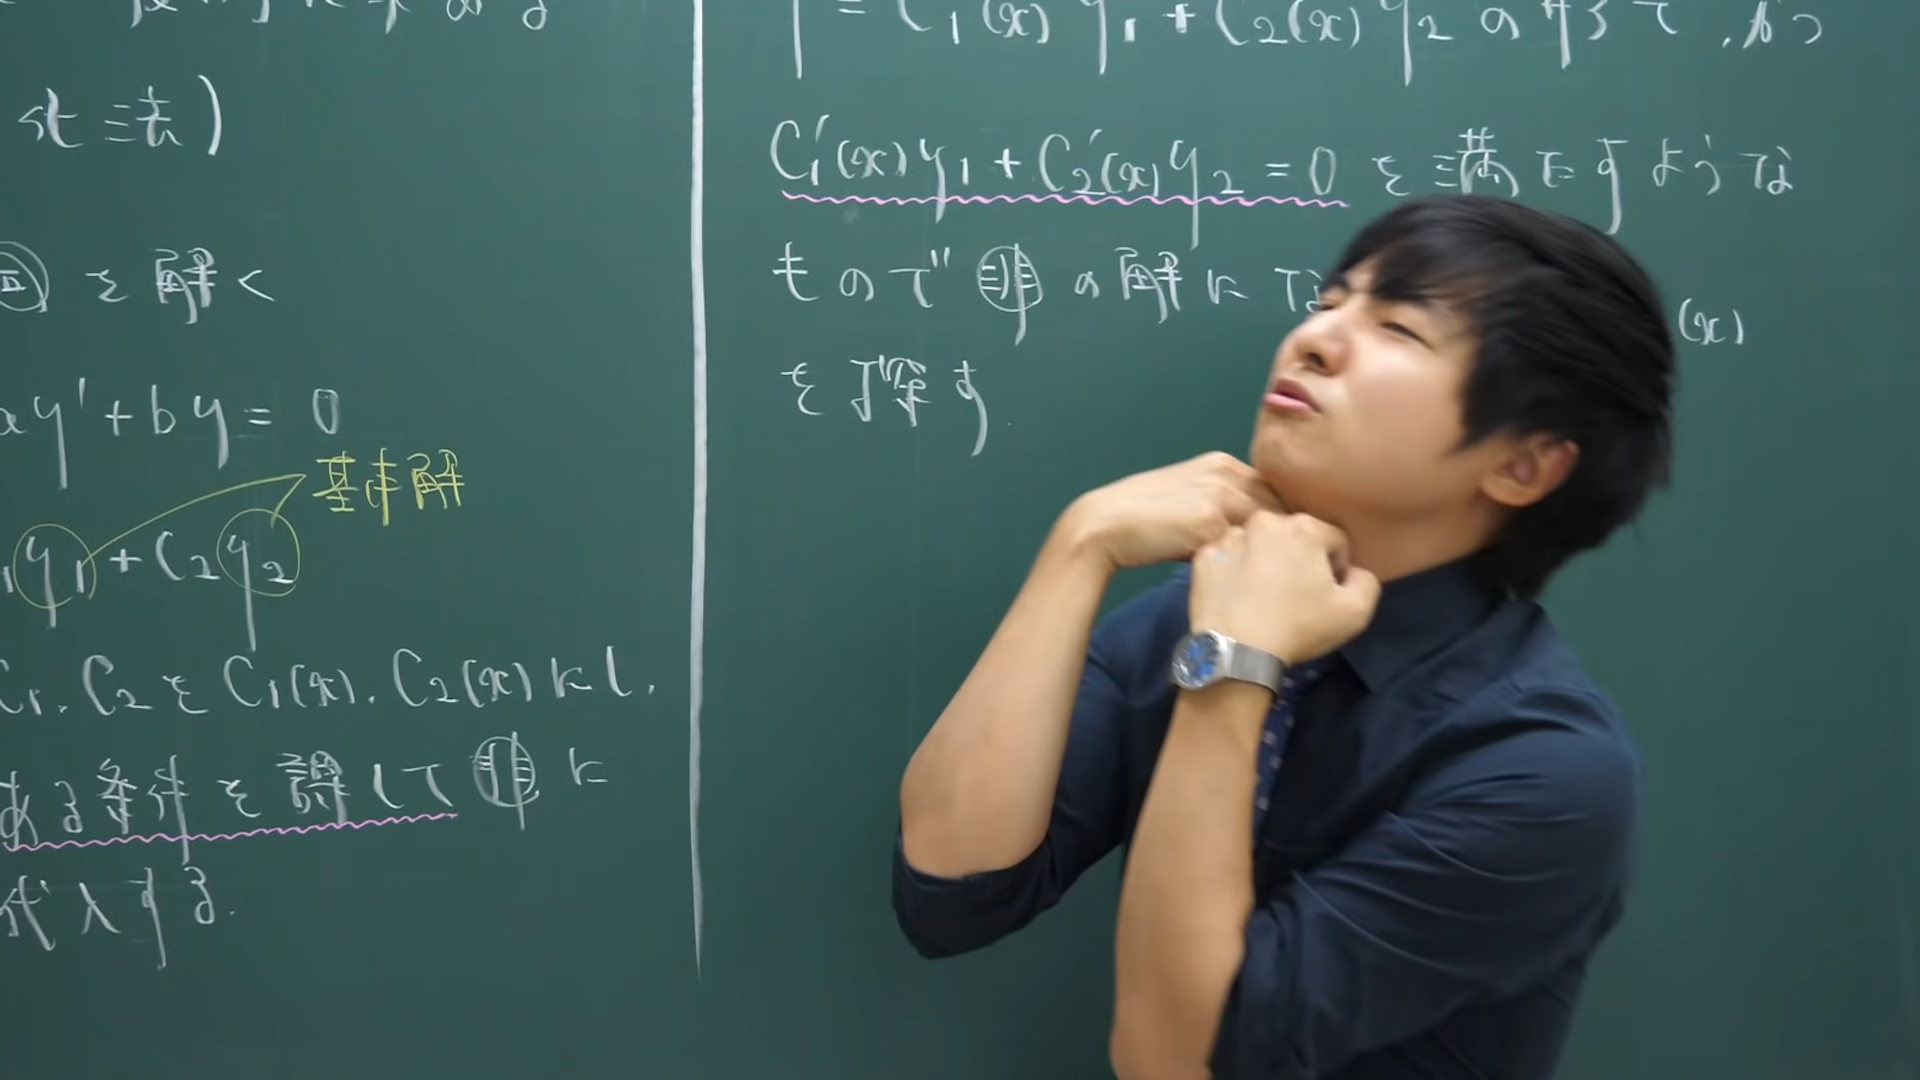 代法)
同を解く
ay'+by=0
基本解
1y1+C2y2
C1.C2をC1(x).C2(x)にし.
ある条件を課して非に
代入する.
y=C1(x)y1+C2(x)y2の形で,かつ
C1'(x)y1+C2'(x)y2=0を満たすような
もので非の解にな
(x)
を探す.